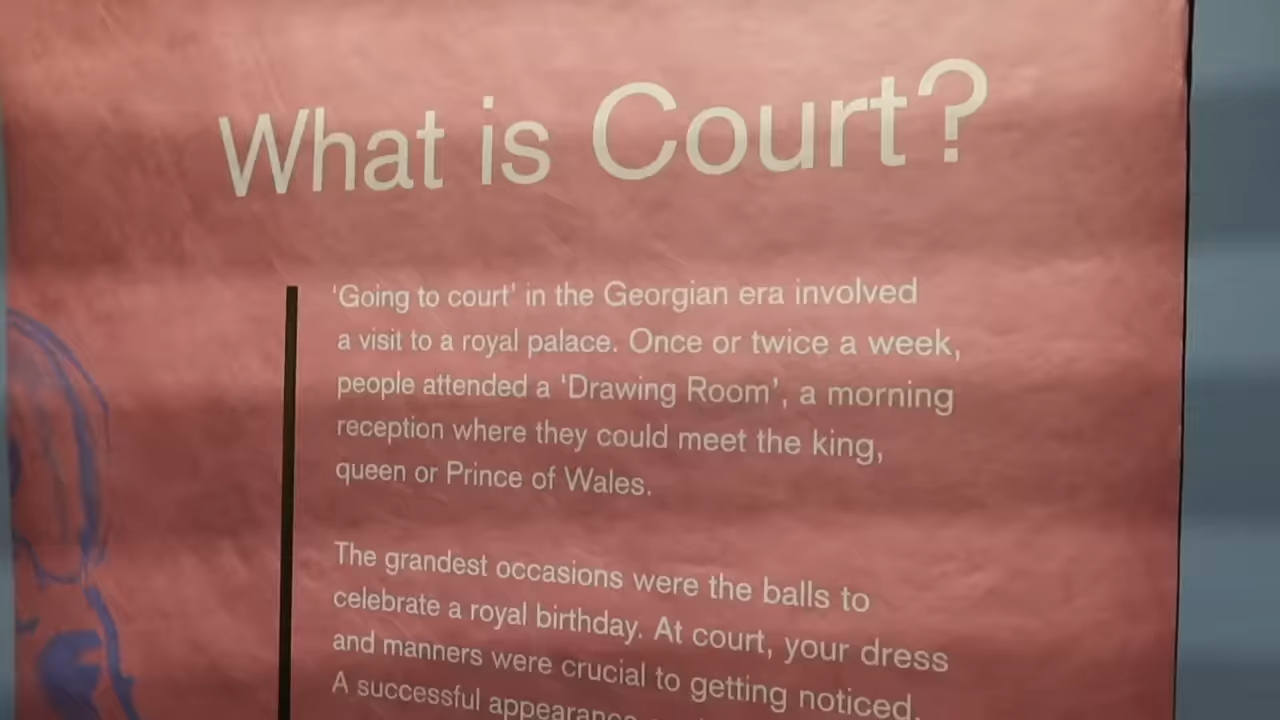 What is Court?
‘Going to court’ in the Georgian era involved
a visit to a royal palace. Once or twice a week,
people attended a ‘Drawing Room’, a morning
reception where they could meet the king,
queen or Prince of Wales.
The grandest occasions were the balls to
celebrate a royal birthday. At court, your dress
and manners were crucial to getting noticed.
A successful appearance